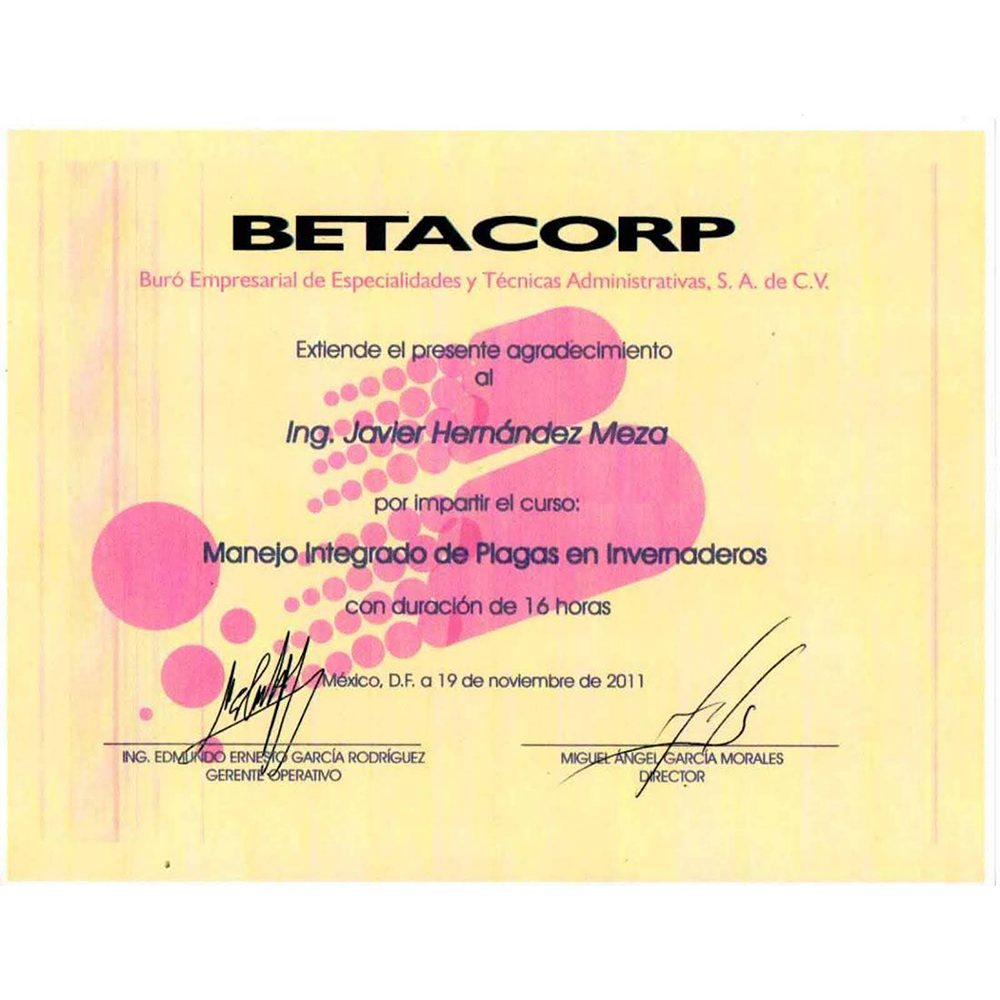 BETACORP
Buró Empresarial de Especialidades y Técnicas Administrativas, S. A. de C.V.
Extiende el presente agradecimiento
al
Ing. Javier Hernández Meza
por impartir el curso:
Manejo Integrado de Plagas en Invernaderos
con duración de 16 horas
México, D.F. a 19 de noviembre de 2011
ING. EDMUNDO ERNESTO GARCÍA RODRÍGUEZ
GERENTE OPERATIVO
MIGUEL ÁNGEL GARCÍA MORALES
DIRECTOR